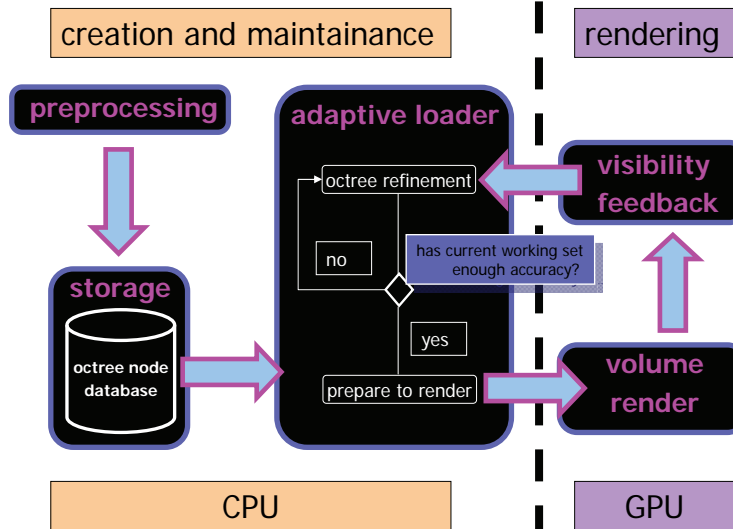 creation and maintainance
rendering
preprocessing
adaptive loader
octree refinement
visibility
feedback
has current working set
enough accuracy?
no
storage
octree node
database
yes
prepare to render
volume
render
CPU
GPU